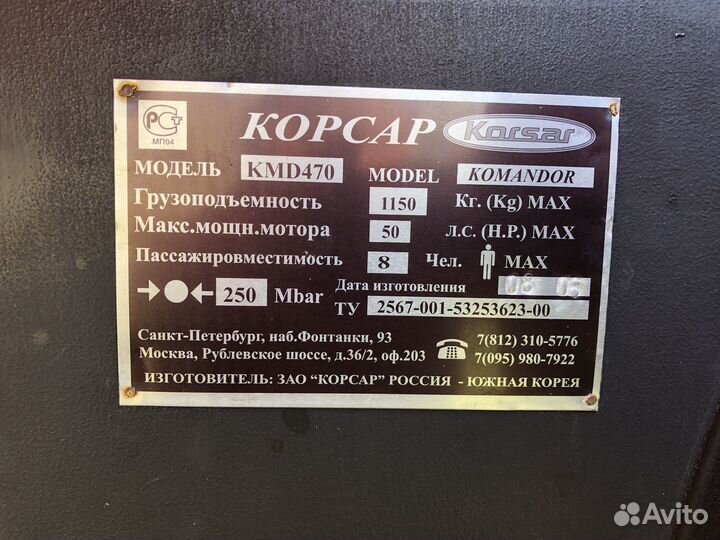 РСТ
МП04
КОРСАР Korsar
МОДЕЛЬ KMD470 MODEL KOMANDOR
Грузоподъемность 1150 Кг. (Kg) MAX
Макс.мощн.мотора 50 Л.С. (H.P.) MAX
Пассажировместимость 8 Чел. MAX
250 Mbar
Дата изготовления 08 05
ТУ 2567-001-53253623-00
Санкт-Петербург, наб.Фонтанки, 93 7(812) 310-5776
Москва, Рублевское шоссе, д.36/2, оф.203 7(095) 980-7922
ИЗГОТОВИТЕЛЬ: ЗАО "КОРСАР" РОССИЯ - ЮЖНАЯ КОРЕЯ
Avito